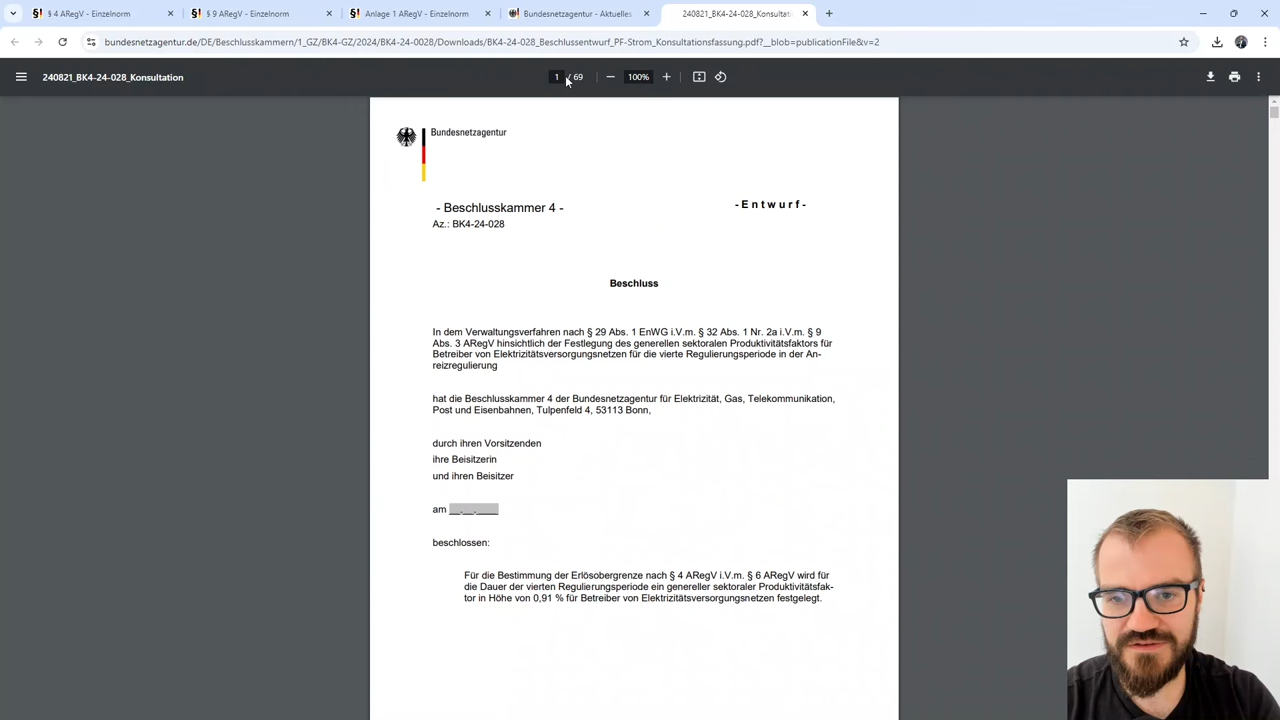 § 4 ARegV - Einzelnorm
§ 9 ARegV - Einzelnorm
Anlage 1 ARegV - Einzelnorm
Bundesnetzagentur - Aktuelles
240821_BK4-24-028_Konsultati
bundesnetzagentur.de/DE/Beschlusskammern/1_GZ/BK4-GZ/2024/BK4-24-0028/Downloads/BK4-24-028_Beschlussentwurf_PF-Strom_Konsultationsfassung.pdf?__blob=publicationFile&v=2
240821_BK4-24-028_Konsultation
1 / 69
100%
Bundesnetzagentur
- Beschlusskammer 4 -
- E n t w u r f -
Az.: BK4-24-028
Beschluss
In dem Verwaltungsverfahren nach § 29 Abs. 1 EnWG i.V.m. § 32 Abs. 1 Nr. 2a i.V.m. § 9
Abs. 3 ARegV hinsichtlich der Festlegung des generellen sektoralen Produktivitätsfaktors für
Betreiber von Elektrizitätsversorgungsnetzen für die vierte Regulierungsperiode in der An-
reizregulierung
hat die Beschlusskammer 4 der Bundesnetzagentur für Elektrizität, Gas, Telekommunikation,
Post und Eisenbahnen, Tulpenfeld 4, 53113 Bonn,
durch ihren Vorsitzenden
ihre Beisitzerin
und ihren Beisitzer
am __.__.____
beschlossen:
Für die Bestimmung der Erlösobergrenze nach § 4 ARegV i.V.m. § 6 ARegV wird für
die Dauer der vierten Regulierungsperiode ein genereller sektoraler Produktivitätsfak-
tor in Höhe von 0,91 % für Betreiber von Elektrizitätsversorgungsnetzen festgelegt.